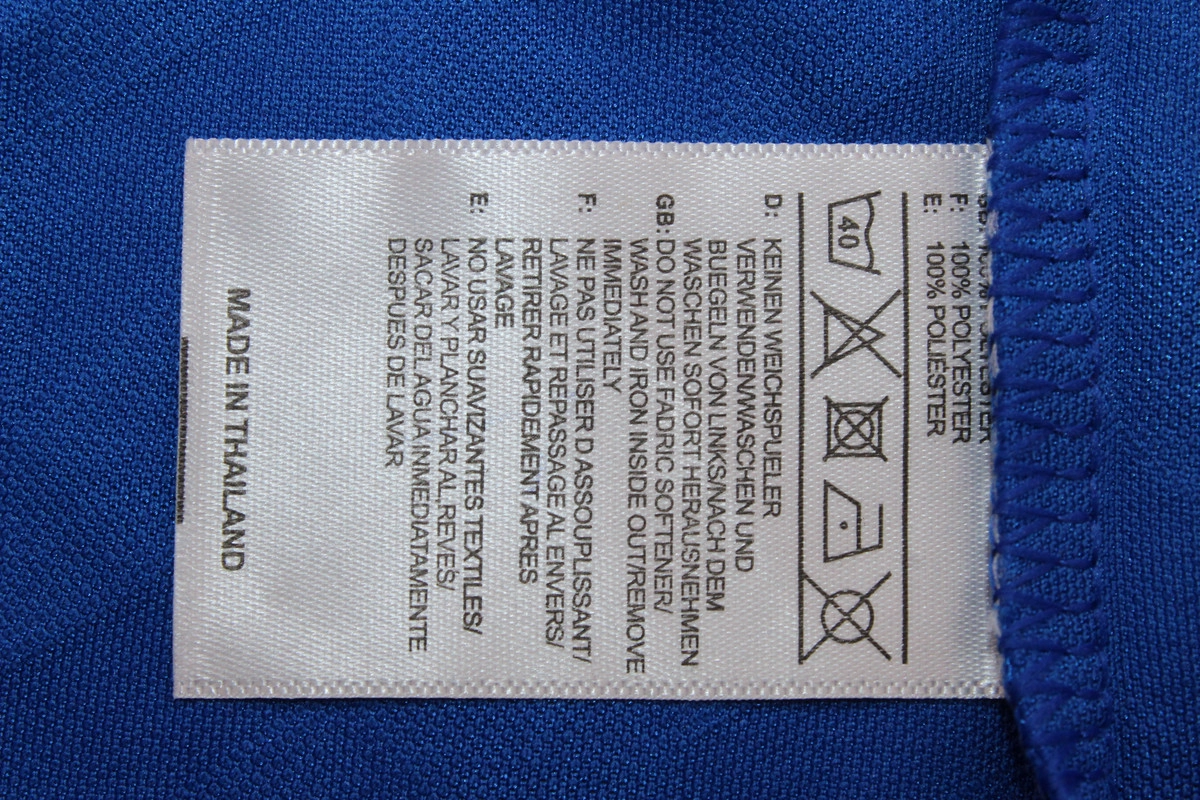 F: 100% POLYESTER
E: 100% POLIÉSTER
40
D: KEINEN WEICHSPUELER
VERWENDEN/WASCHEN UND
BUEGELN VON LINKS/NACH DEM
WASCHEN SOFORT HERAUSNEHMEN
GB: DO NOT USE FADRIC SOFTENER/
WASH AND IRON INSIDE OUT/REMOVE
IMMEDIATELY
F: NE PAS UTILISER D ASSOUPLISSANT/
LAVAGE ET REPASSAGE AL ENVERS/
RETIRER RAPIDEMENT APRES
LAVAGE
E: NO USAR SUAVIZANTES TEXTILES/
LAVAR Y PLANCHAR AL REVES/
SACAR DEL AGUA INMEDIATAMENTE
DESPUES DE LAVAR
MADE IN THAILAND